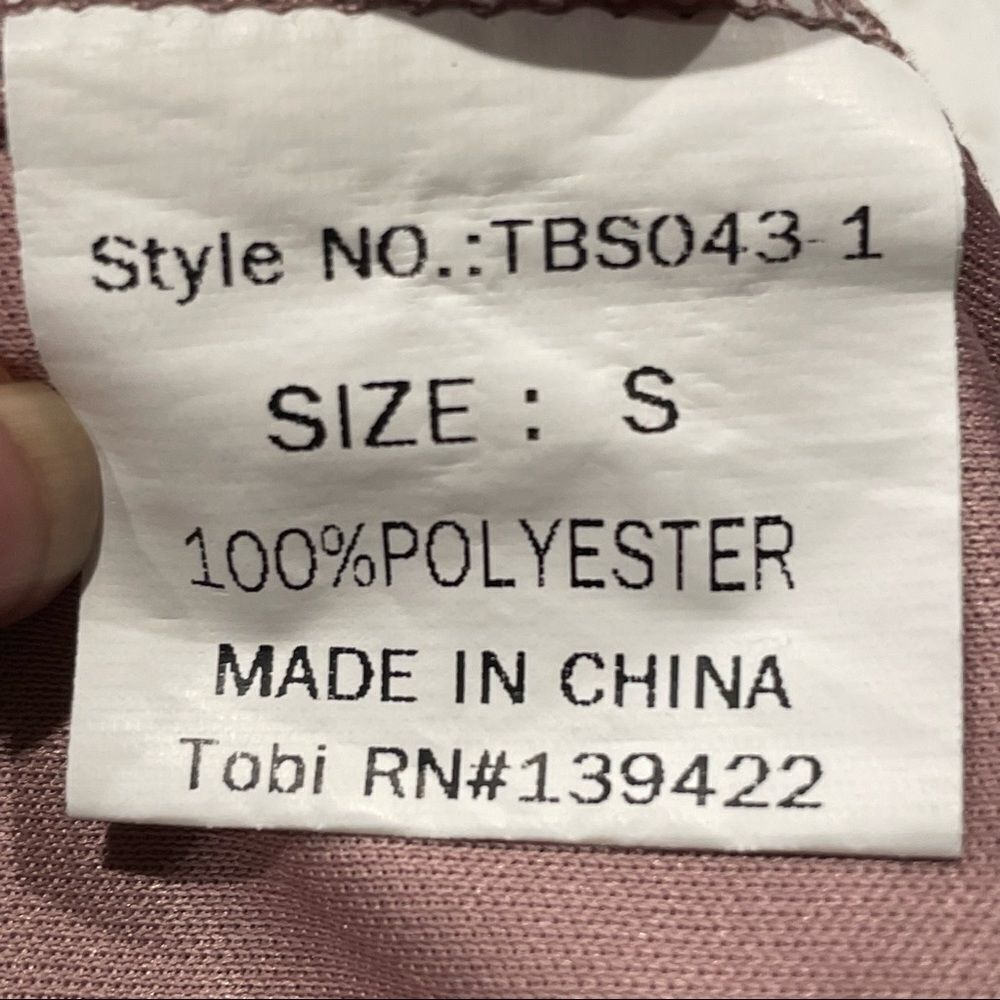 Style NO.:TBS043-1
SIZE : S
100%POLYESTER
MADE IN CHINA
Tobi RN#139422